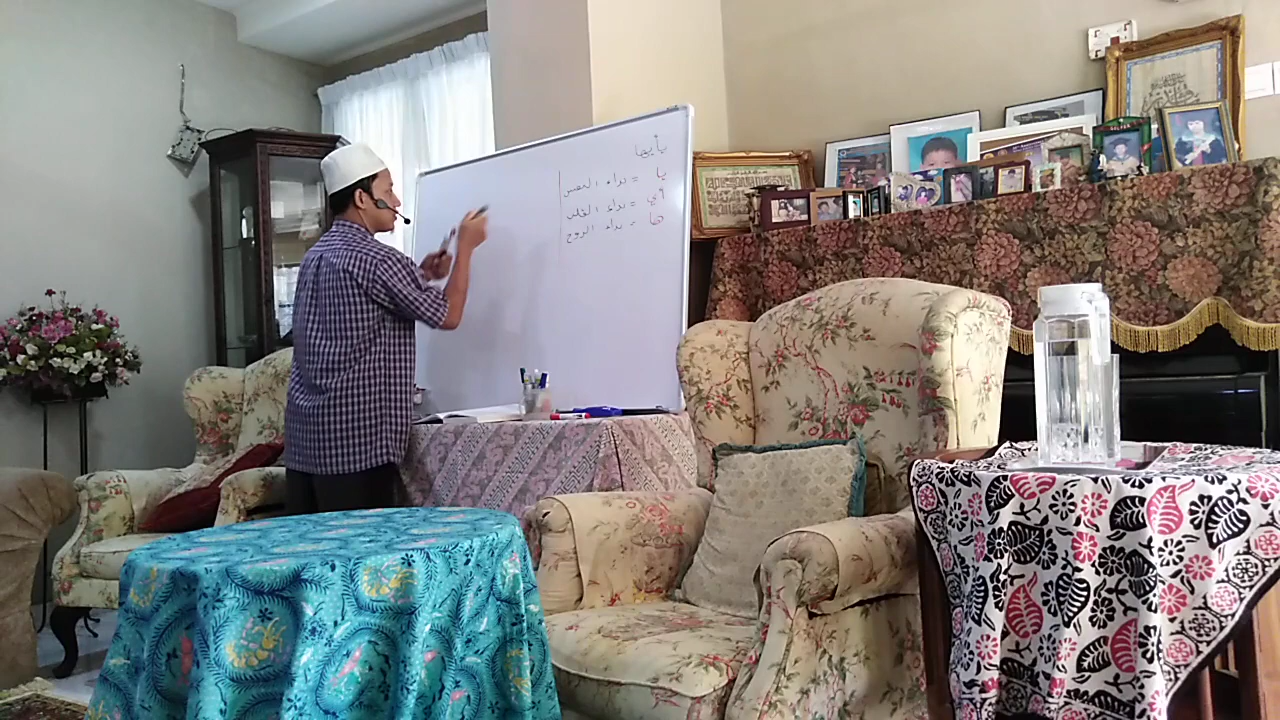 يأيها
يا = نداء النفس
أي = نداء القلب
ها = نداء الروح